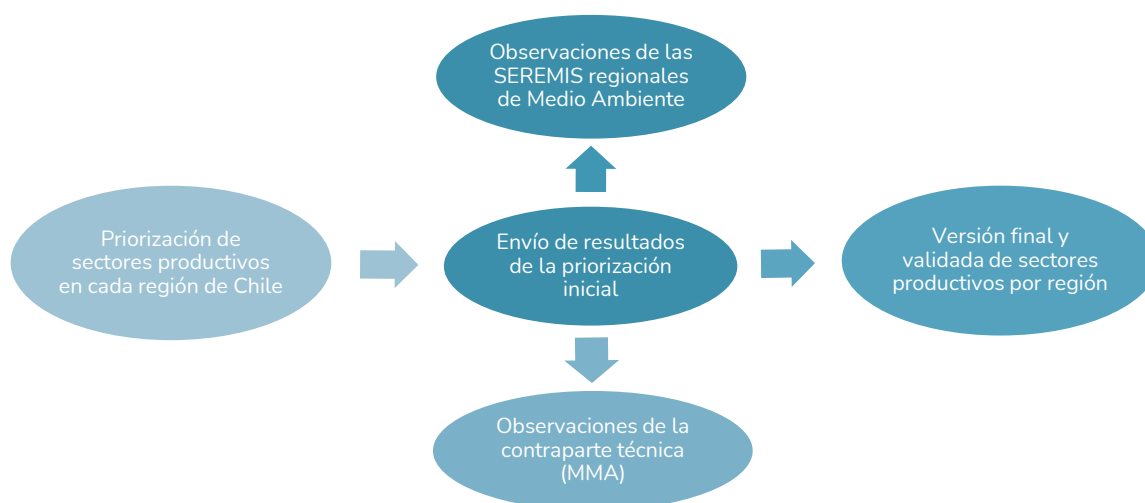 Observaciones de las
SEREMIS regionales
de Medio Ambiente
Priorización de
sectores productivos
en cada región de Chile
Envío de resultados
de la priorización
inicial
Versión final y
validada de sectores
productivos por región
Observaciones de la
contraparte técnica
(MMA)